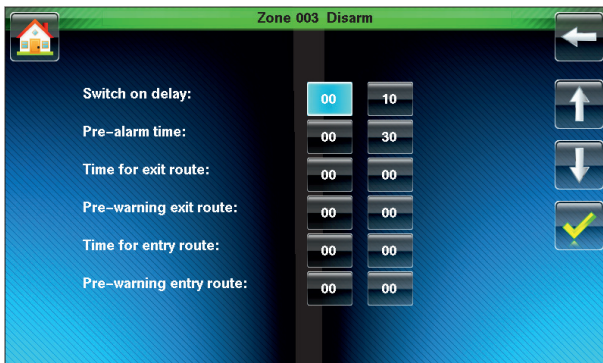 Zone 003 Disarm
Switch on delay: 00 10
Pre-alarm time: 00 30
Time for exit route: 00 00
Pre-warning exit route: 00 00
Time for entry route: 00 00
Pre-warning entry route: 00 00